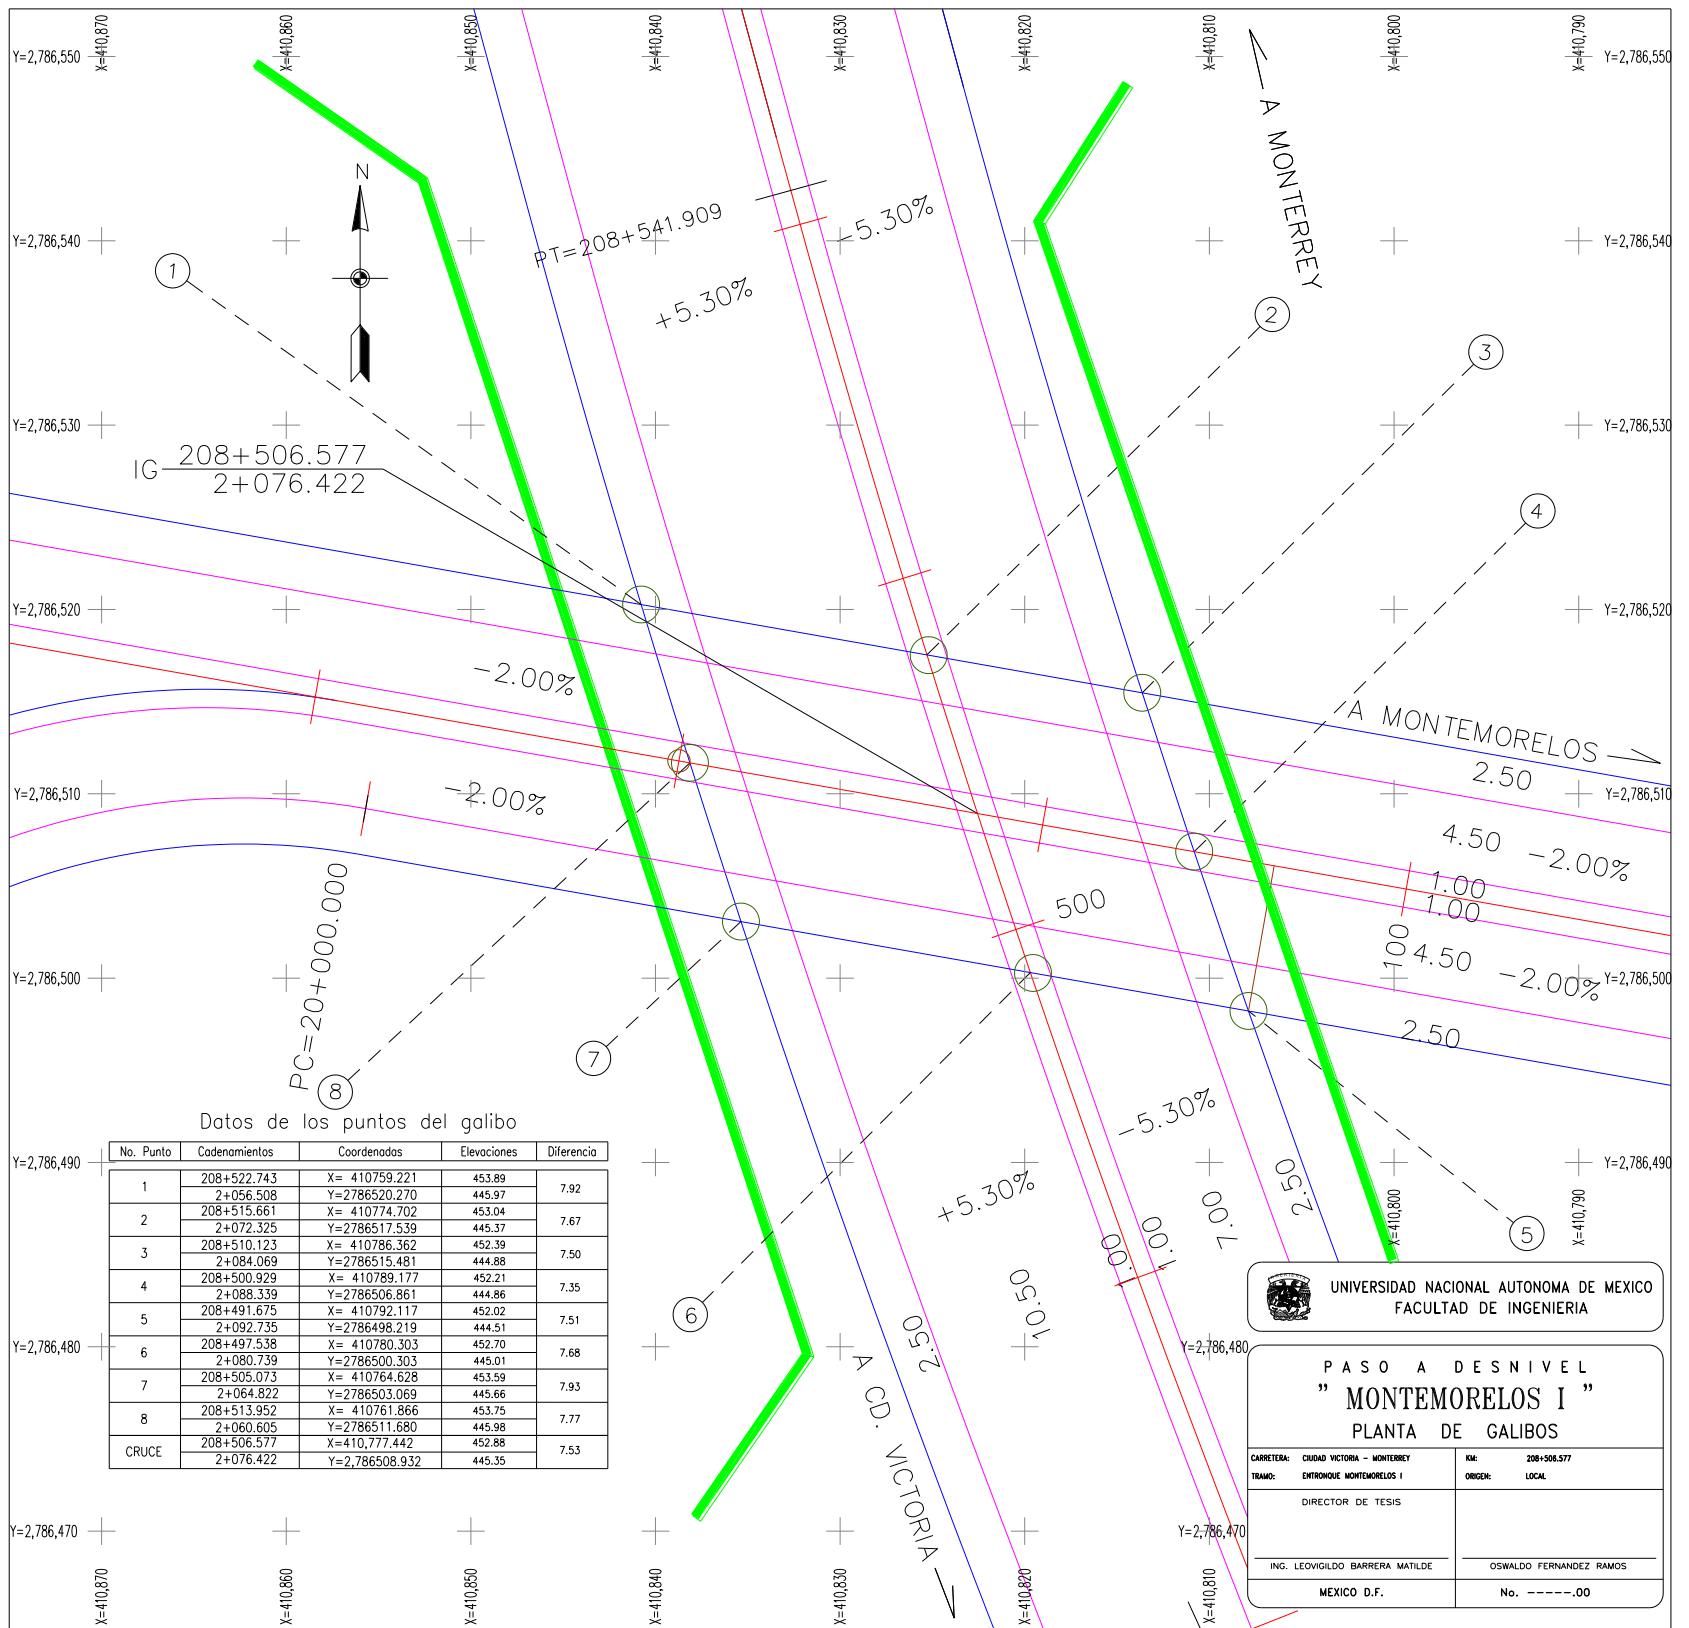 X=410,870
X=410,860
X=410,850
X=410,840
X=410,830
X=410,820
X=410,810
X=410,800
X=410,790
Y=2,786,550
Y=2,786,550
A MONTERREY
N
PT=208+541.909
-5.30%
+5.30%
Y=2,786,540
Y=2,786,540
1
2
3
4
Y=2,786,530
Y=2,786,530
IG
208+506.577
2+076.422
Y=2,786,520
Y=2,786,520
-2.00%
A MONTEMORELOS
2.50
Y=2,786,510
Y=2,786,510
-2.00%
4.50 -2.00%
1.00
1.00
500
100
4.50 -2.00%
2.50
Y=2,786,500
Y=2,786,500
PC=20+000.000
7
8
-5.30%
+5.30%
2.50
7.00
1.00
1.00
10.50
2.50
5
6
Y=2,786,490
Y=2,786,490
X=410,800
X=410,790
Datos de los puntos del galibo
No. Punto Cadenamientos Coordenadas Elevaciones Diferencia
1 208+522.743 X= 410759.221 453.89 7.92
2+056.508 Y=2786520.270 445.97
2 208+515.661 X= 410774.702 453.04 7.67
2+072.325 Y=2786517.539 445.37
3 208+510.123 X= 410786.362 452.39 7.50
2+084.069 Y=2786515.481 444.88
4 208+500.929 X= 410789.177 452.21 7.35
2+088.339 Y=2786506.861 444.86
5 208+491.675 X= 410792.117 452.02 7.51
2+092.735 Y=2786498.219 444.51
6 208+497.538 X= 410780.303 452.70 7.68
2+080.739 Y=2786500.303 445.01
7 208+505.073 X= 410764.628 453.59 7.93
2+064.822 Y=2786503.069 445.66
8 208+513.952 X= 410761.866 453.75 7.77
2+060.605 Y=2786511.680 445.98
CRUCE 208+506.577 X=410,777.442 452.88 7.53
2+076.422 Y=2,786508.932 445.35
Y=2,786,480
Y=2,786,480
A CD. VICTORIA
Y=2,786,470
Y=2,786,470
X=410,870
X=410,860
X=410,850
X=410,840
X=410,830
X=410,820
X=410,810
UNIVERSIDAD NACIONAL AUTONOMA DE MEXICO
FACULTAD DE INGENIERIA
PASO A DESNIVEL
" MONTEMORELOS I "
PLANTA DE GALIBOS
CARRETERA: CIUDAD VICTORIA - MONTERREY
KM: 208+506.577
TRAMO: ENTRONQUE MONTEMORELOS I
ORIGEN: LOCAL
DIRECTOR DE TESIS
ING. LEOVIGILDO BARRERA MATILDE
OSWALDO FERNANDEZ RAMOS
MEXICO D.F.
No. -----.00